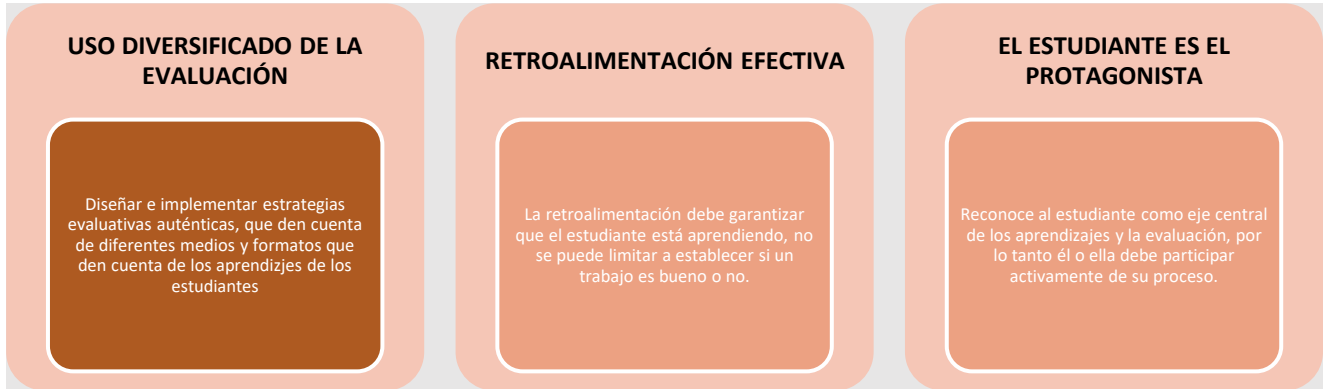 USO DIVERSIFICADO DE LA
EVALUACIÓN
Diseñar e implementar estrategias
evaluativas auténticas, que den cuenta
de diferentes medios y formatos que
den cuenta de los aprendizjes de los
estudiantes
RETROALIMENTACIÓN EFECTIVA
La retroalimentación debe garantizar
que el estudiante está aprendiendo, no
se puede limitar a establecer si un
trabajo es bueno o no.
EL ESTUDIANTE ES EL
PROTAGONISTA
Reconoce al estudiante como eje central
de los aprendizajes y la evaluación, por
lo tanto él o ella debe participar
activamente de su proceso.